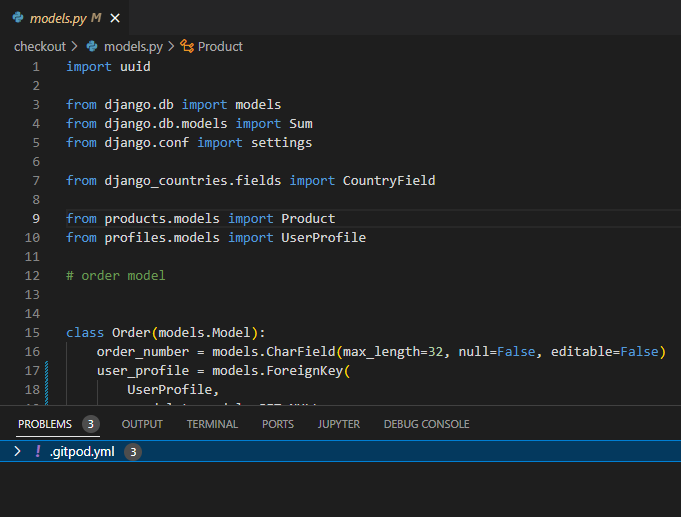 models.py M
checkout > models.py > Product
1 import uuid
2
3 from django.db import models
4 from django.db.models import Sum
5 from django.conf import settings
6
7 from django_countries.fields import CountryField
8
9 from products.models import Product
10 from profiles.models import UserProfile
11
12 # order model
13
14
15 class Order(models.Model):
16 order_number = models.CharField(max_length=32, null=False, editable=False)
17 user_profile = models.ForeignKey(
18 UserProfile,
PROBLEMS 3 OUTPUT TERMINAL PORTS JUPYTER DEBUG CONSOLE
! .gitpod.yml 3